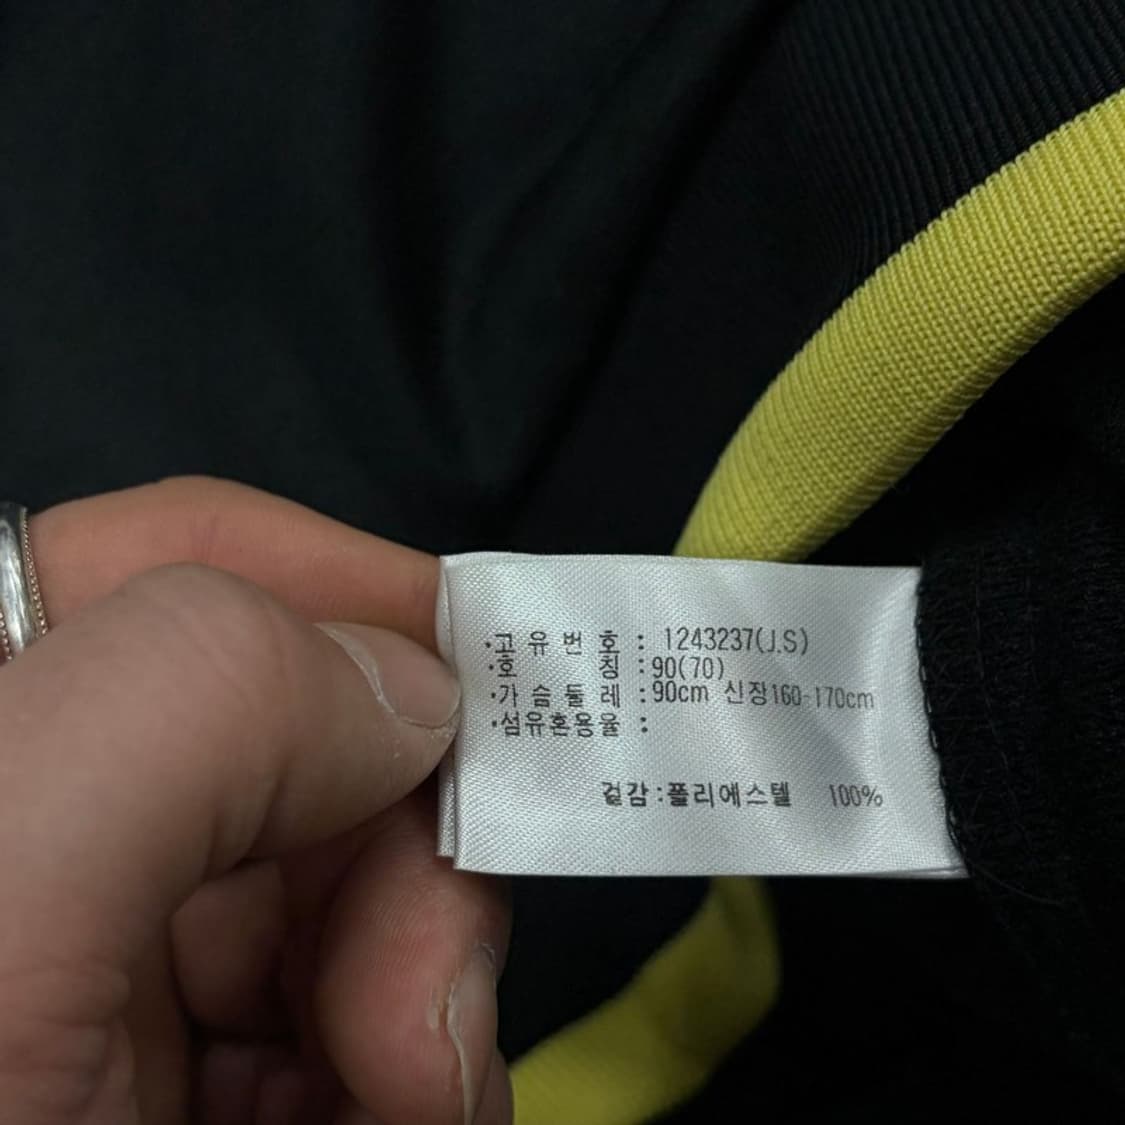 ·고유번호 : 1243237(J.S)
·호 칭 : 90(70)
·가슴둘레 : 90cm 신장160-170cm
·섬유혼용율 :
겉감 : 폴리에스텔 100%